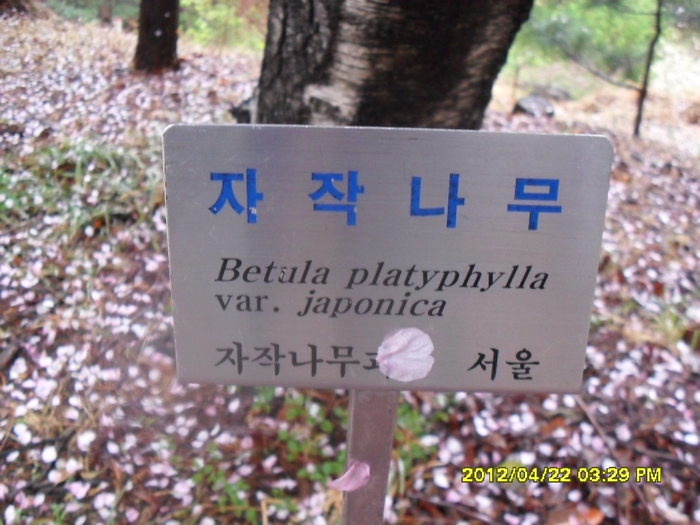 자작나무
Betula platyphylla
var. japonica
자작나무과 서울
2012/04/22 03:29 PM